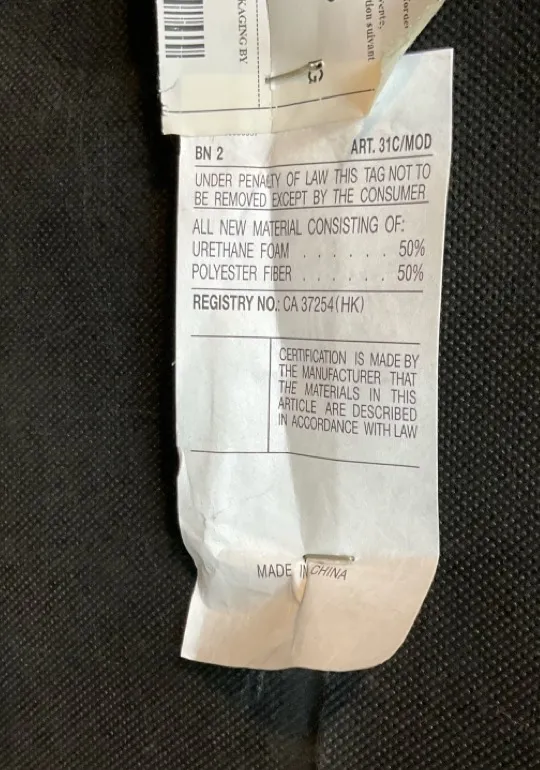 KAGING BY
tion suivant
BN 2 ART. 31C/MOD
UNDER PENALTY OF LAW THIS TAG NOT TO
BE REMOVED EXCEPT BY THE CONSUMER
ALL NEW MATERIAL CONSISTING OF:
URETHANE FOAM . . . . . . 50%
POLYESTER FIBER . . . . . . 50%
REGISTRY NO.: CA 37254(HK)
CERTIFICATION IS MADE BY
THE MANUFACTURER THAT
THE MATERIALS IN THIS
ARTICLE ARE DESCRIBED
IN ACCORDANCE WITH LAW
MADE IN CHINA